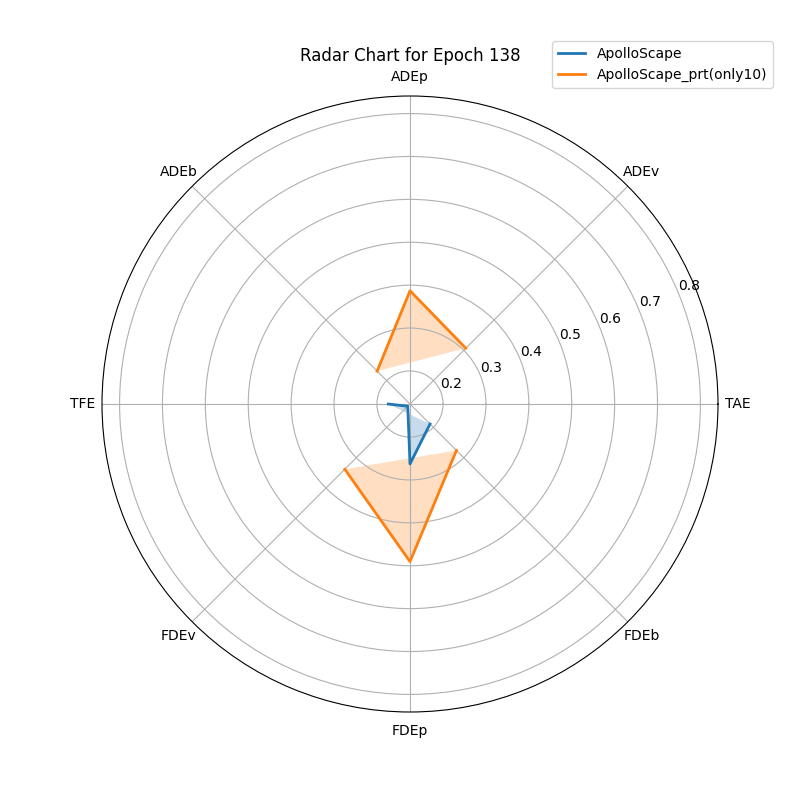 Radar Chart for Epoch 138
ApolloScape
ApolloScape_prt(only10)
ADEp
ADEb
ADEv
0.8
0.7
0.6
0.5
0.4
0.3
0.2
TFE
TAE
FDEv
FDEb
FDEp